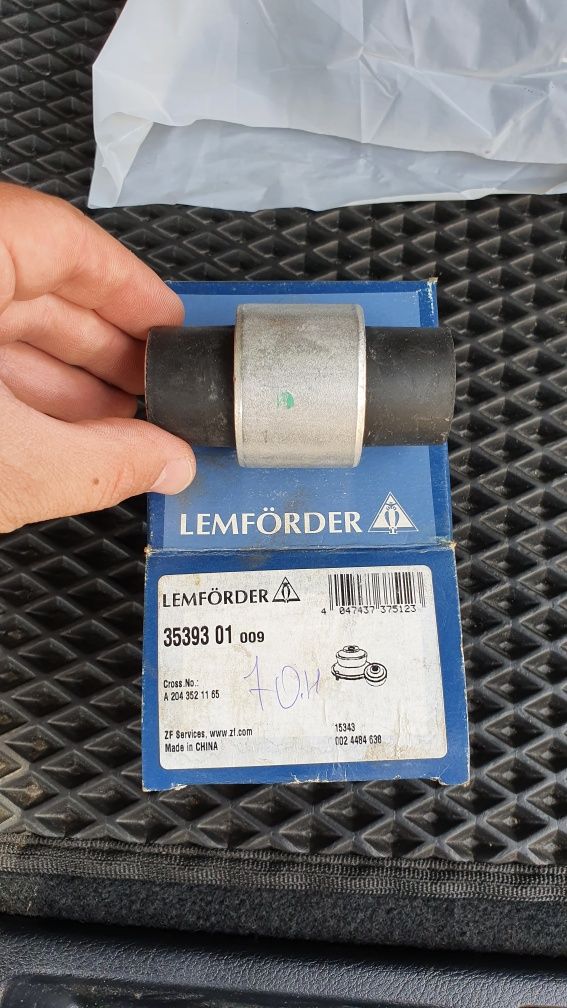 LEMFÖRDER
LEMFÖRDER
4 047437 375123
35393 01 009
Cross.No.:
A 204 352 11 65
ZF Services, www.zf.com
Made in CHINA
15343
002 4484 638